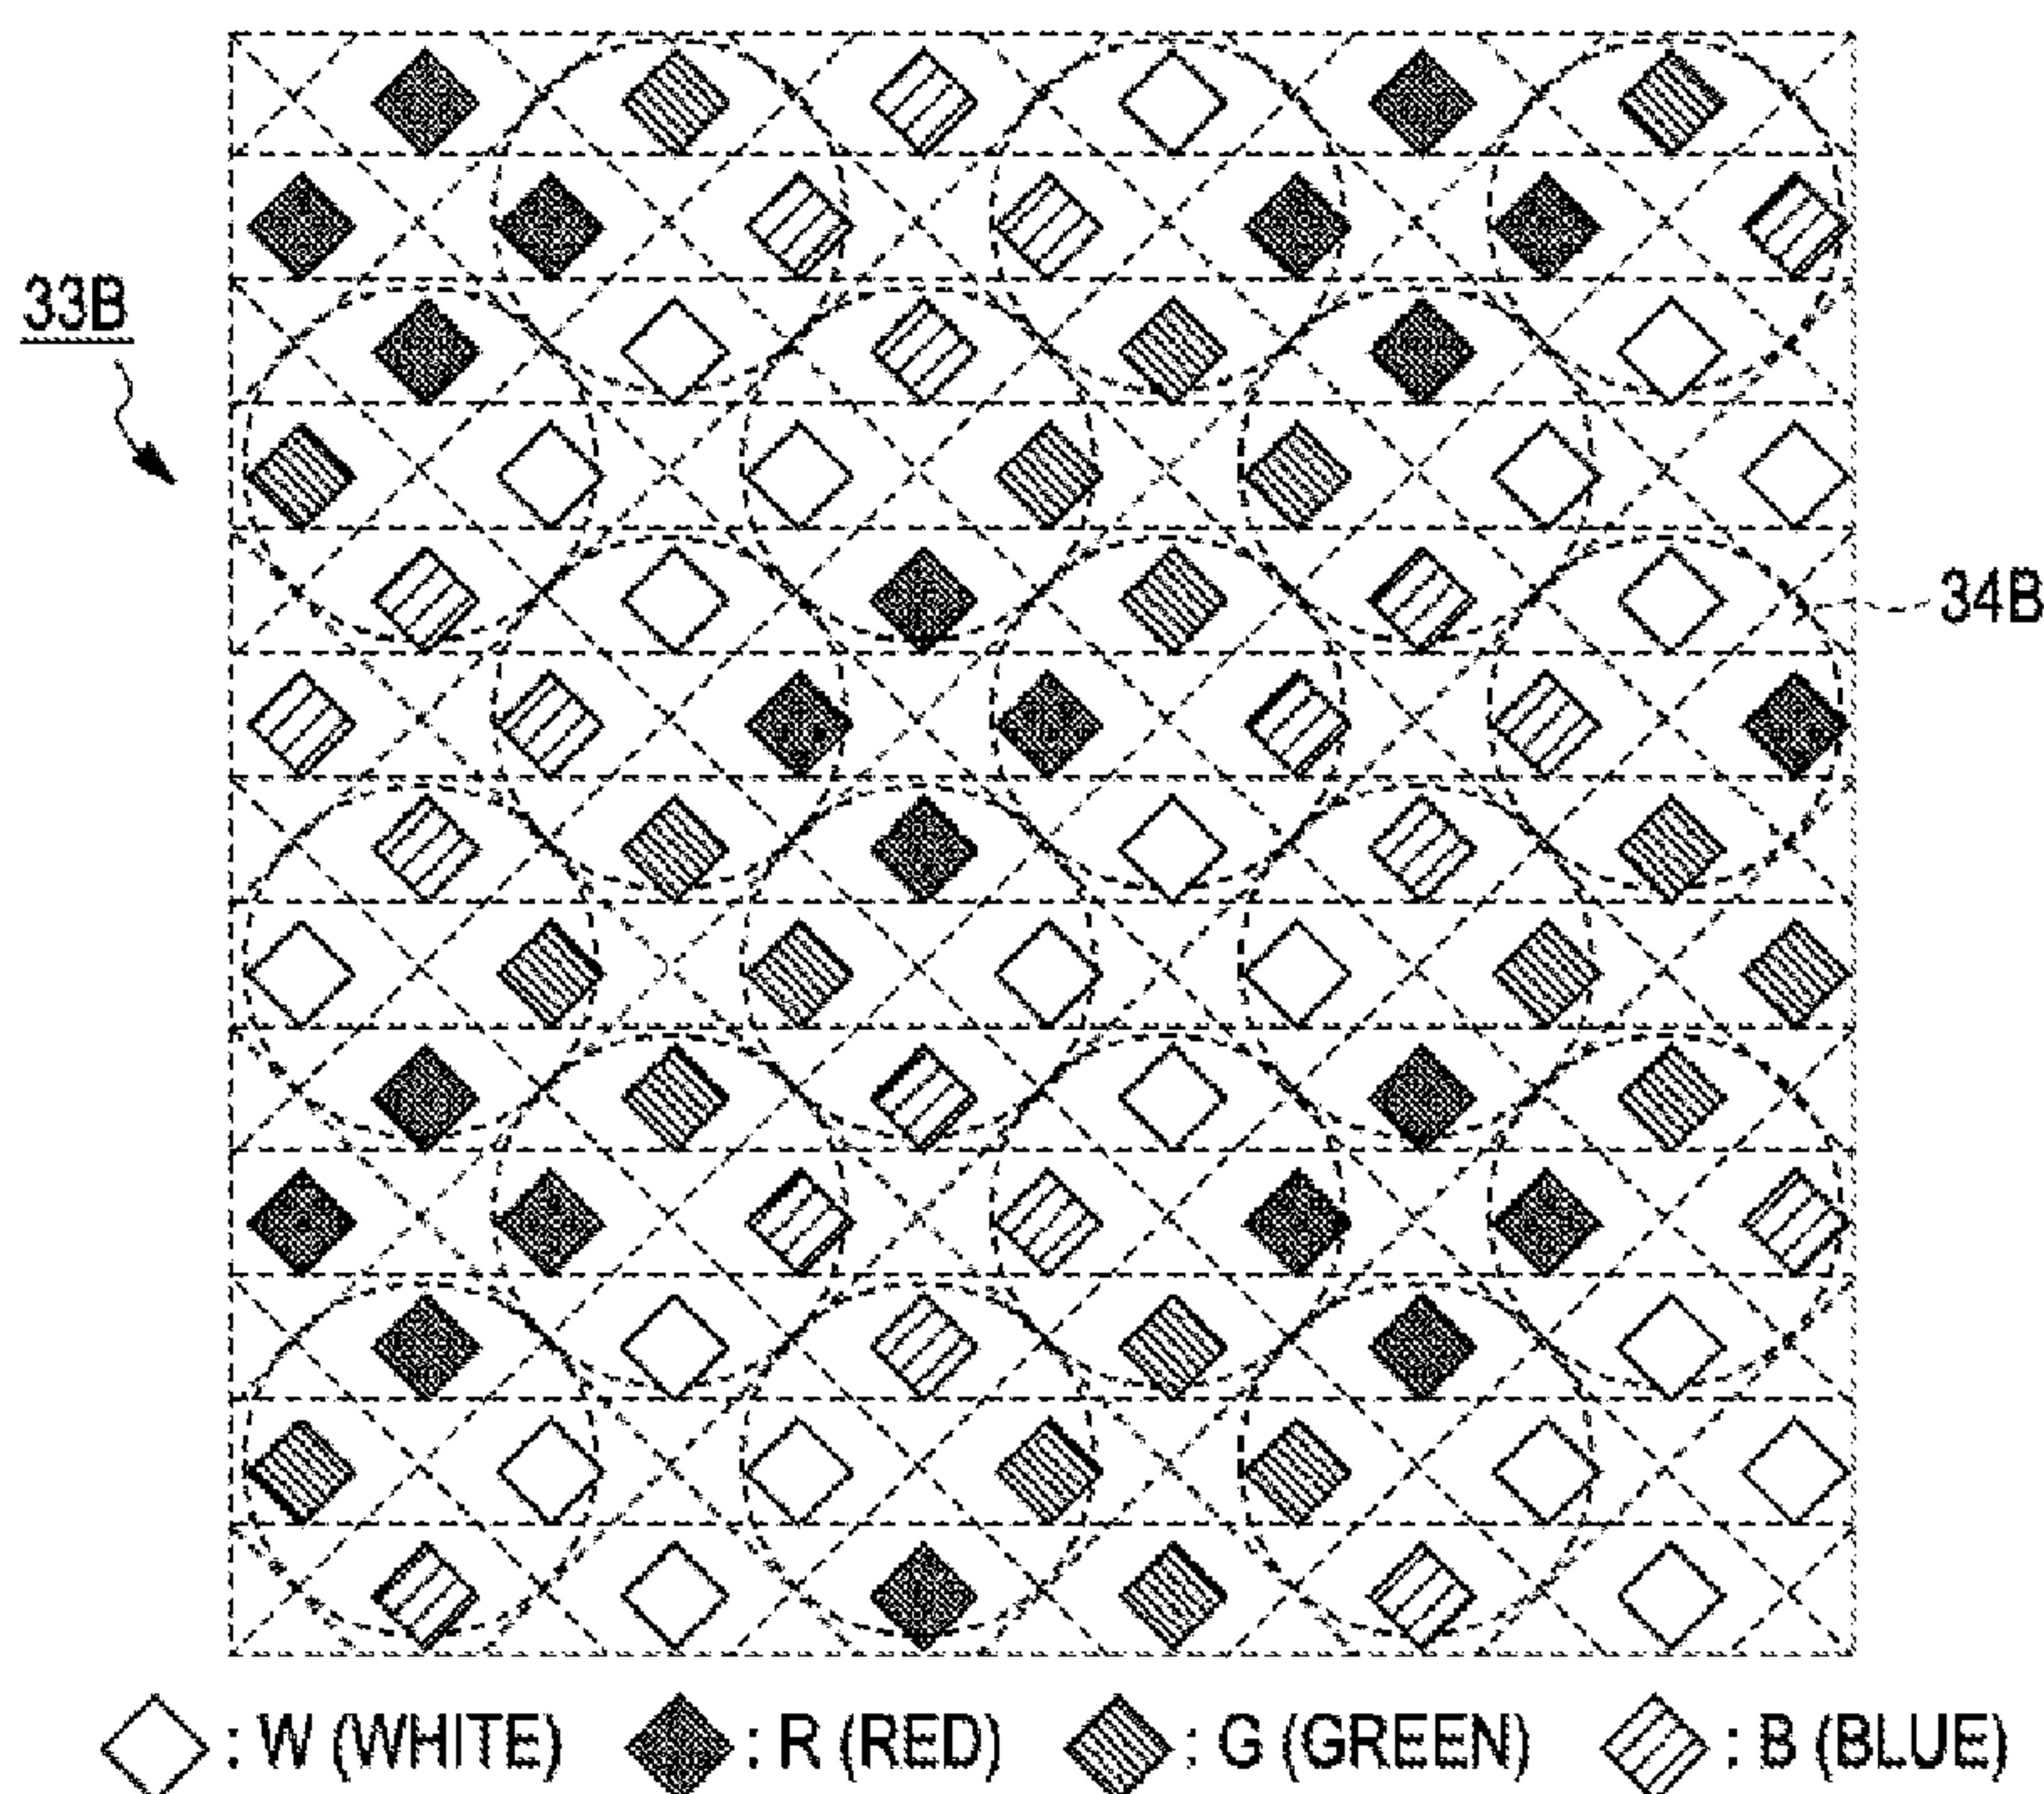 33B
34B
: W (WHITE) : R (RED) : G (GREEN) : B (BLUE)